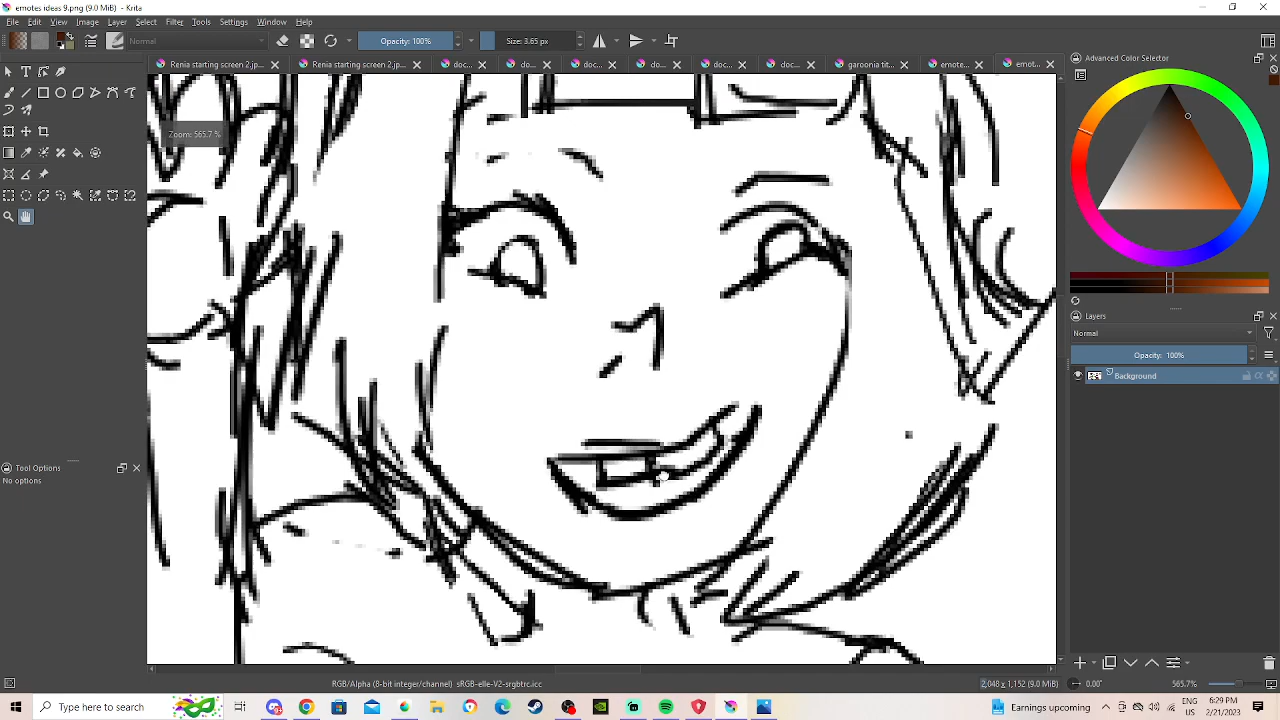 emotes ideas 9.png (9.0 MiB) - Krita
File Edit View Image Layer Select Filter Tools Settings Window Help
Normal Opacity: 100% Size: 3.65 px
Renia starting screen 2.jp... Renia starting screen 2.jp... doc... do... doc... do... doc... doc... garoonia tit... emote... emot...
Advanced Color Selector
Zoom: 565.7 %
Layers
Normal
Opacity: 100%
Background
Options
RGB/Alpha (8-bit integer/channel) sRGB-elle-V2-srgbtrc.icc 2,048 x 1,152 (9.0 MiB) 0.00° 565.7%
Type here to search Earnings upcoming ENG US 6:29 PM 2/21/2023